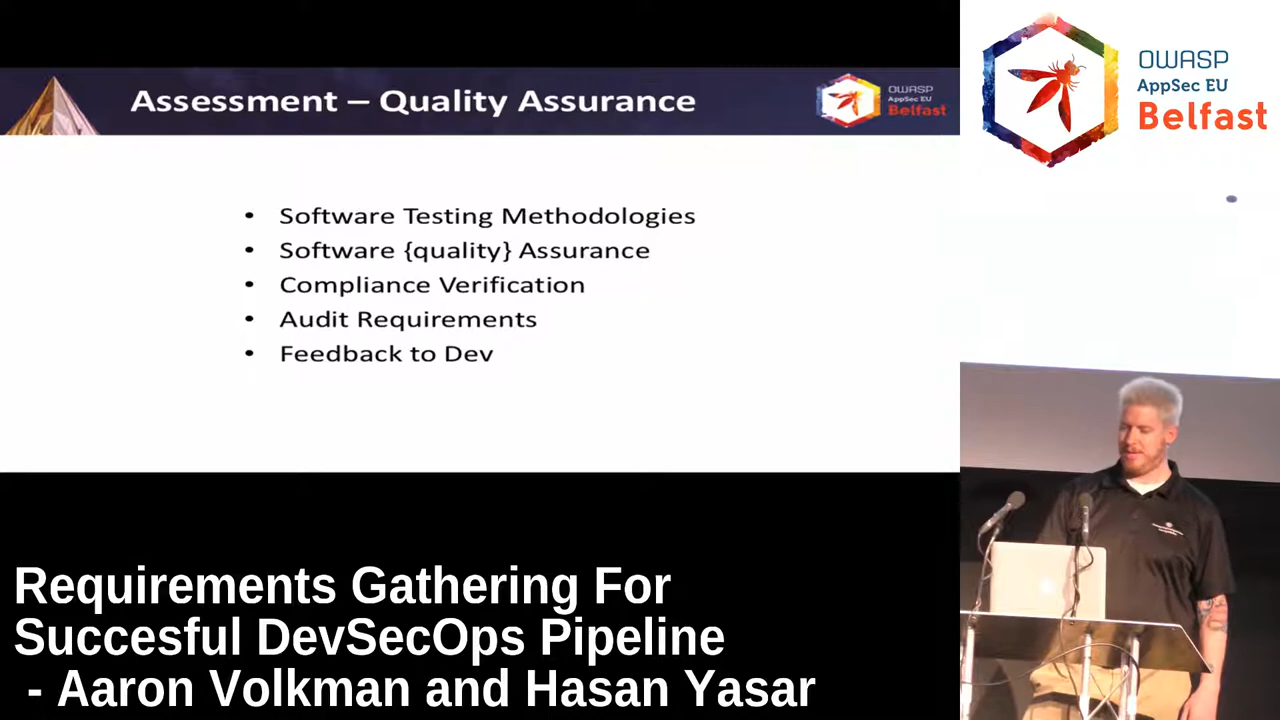 Assessment – Quality Assurance
OWASP
AppSec EU
Belfast
• Software Testing Methodologies
• Software {quality} Assurance
• Compliance Verification
• Audit Requirements
• Feedback to Dev
OWASP
AppSec EU
Belfast
Requirements Gathering For
Succesful DevSecOps Pipeline
- Aaron Volkman and Hasan Yasar